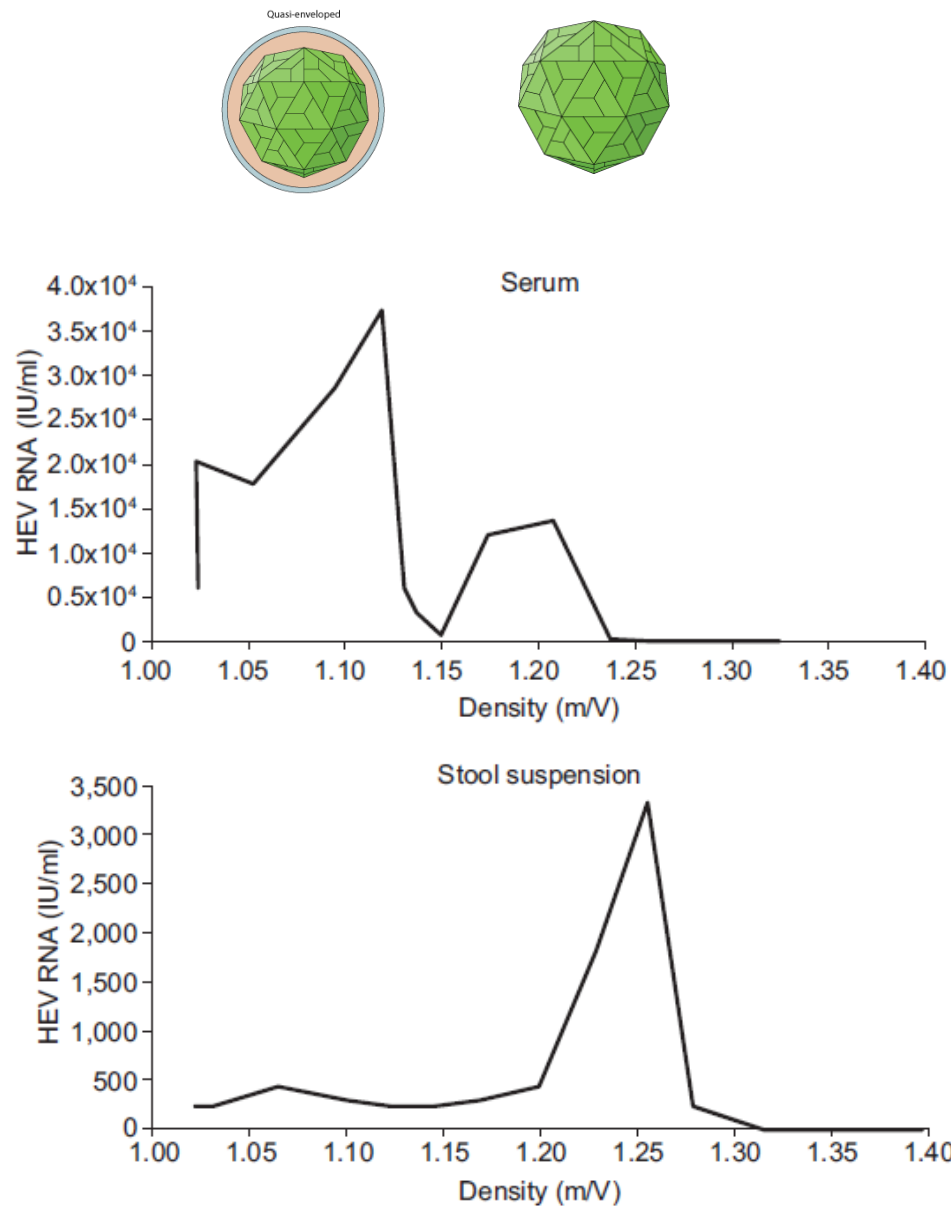 Quasi-enveloped
Serum
HEV RNA (IU/ml)
4.0x10⁴
3.5x10⁴
3.0x10⁴
2.5x10⁴
2.0x10⁴
1.5x10⁴
1.0x10⁴
0.5x10⁴
0
1.00 1.05 1.10 1.15 1.20 1.25 1.30 1.35 1.40
Density (m/V)
Stool suspension
HEV RNA (IU/ml)
3,500
3,000
2,500
2,000
1,500
1,000
500
0
1.00 1.05 1.10 1.15 1.20 1.25 1.30 1.35 1.40
Density (m/V)